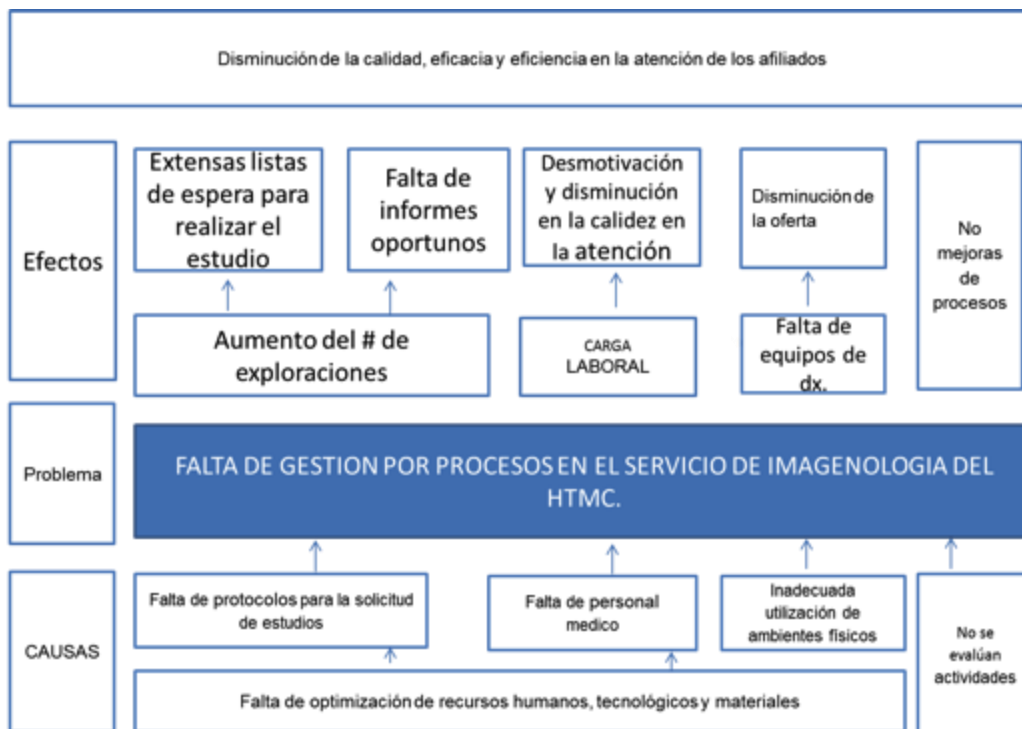 Disminución de la calidad, eficacia y eficiencia en la atención de los afiliados
Efectos
Extensas listas
de espera para
realizar el
estudio
Falta de
informes
oportunos
Desmotivación
y disminución
en la calidez en
la atención
Disminución de
la oferta
No
mejoras
de
procesos
Aumento del # de
exploraciones
CARGA
LABORAL
Falta de
equipos de
dx.
Problema
FALTA DE GESTION POR PROCESOS EN EL SERVICIO DE IMAGENOLOGIA DEL
HTMC.
CAUSAS
Falta de protocolos para la solicitud
de estudios
Falta de personal
medico
Inadecuada
utilización de
ambientes físicos
No se
evalúan
actividades
Falta de optimización de recursos humanos, tecnológicos y materiales